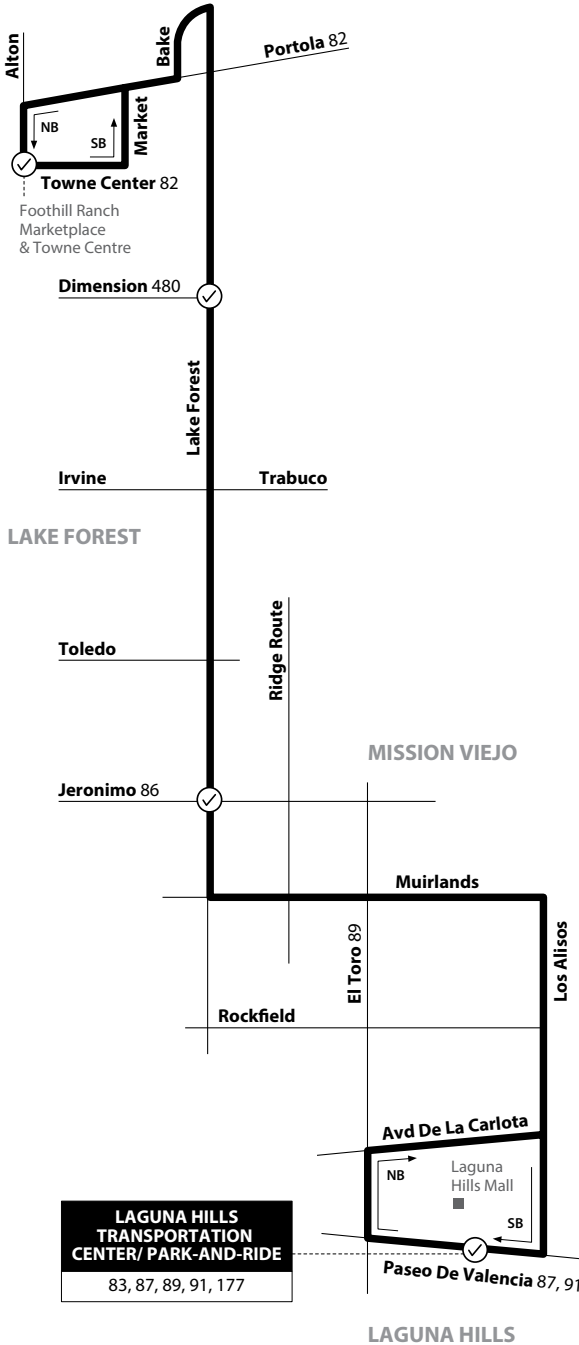 Alton
Bake
Portola 82
NB
SB
Market
Towne Center 82
Foothill Ranch
Marketplace
& Towne Centre
Dimension 480
Lake Forest
Irvine
Trabuco
LAKE FOREST
Ridge Route
Toledo
MISSION VIEJO
Jeronimo 86
Muirlands
El Toro 89
Los Alisos
Rockfield
Avd De La Carlota
NB
Laguna
Hills Mall
SB
LAGUNA HILLS
TRANSPORTATION
CENTER/ PARK-AND-RIDE
83, 87, 89, 91, 177
Paseo De Valencia 87, 91
LAGUNA HILLS